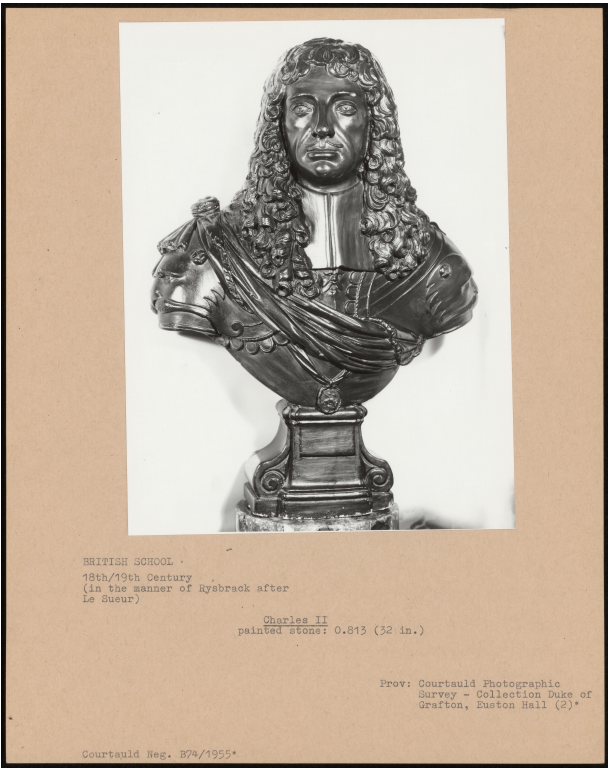 BRITISH SCHOOL
18th/19th Century
(in the manner of Rysbrack after
Le Sueur)
Charles II
painted stone: 0.813 (32 in.)
Prov: Courtauld Photographic
Survey - Collection Duke of
Grafton, Euston Hall (2)*
Courtauld Neg. B74/1955*